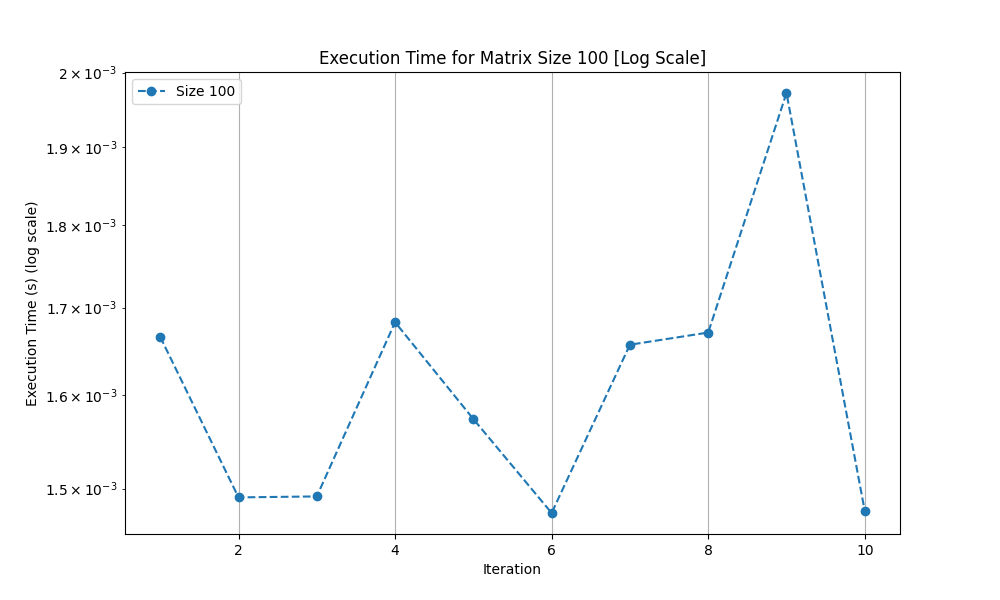 Execution Time for Matrix Size 100 [Log Scale]
Size 100
Execution Time (s) (log scale)
2 × 10⁻³
1.9 × 10⁻³
1.8 × 10⁻³
1.7 × 10⁻³
1.6 × 10⁻³
1.5 × 10⁻³
2 4 6 8 10
Iteration